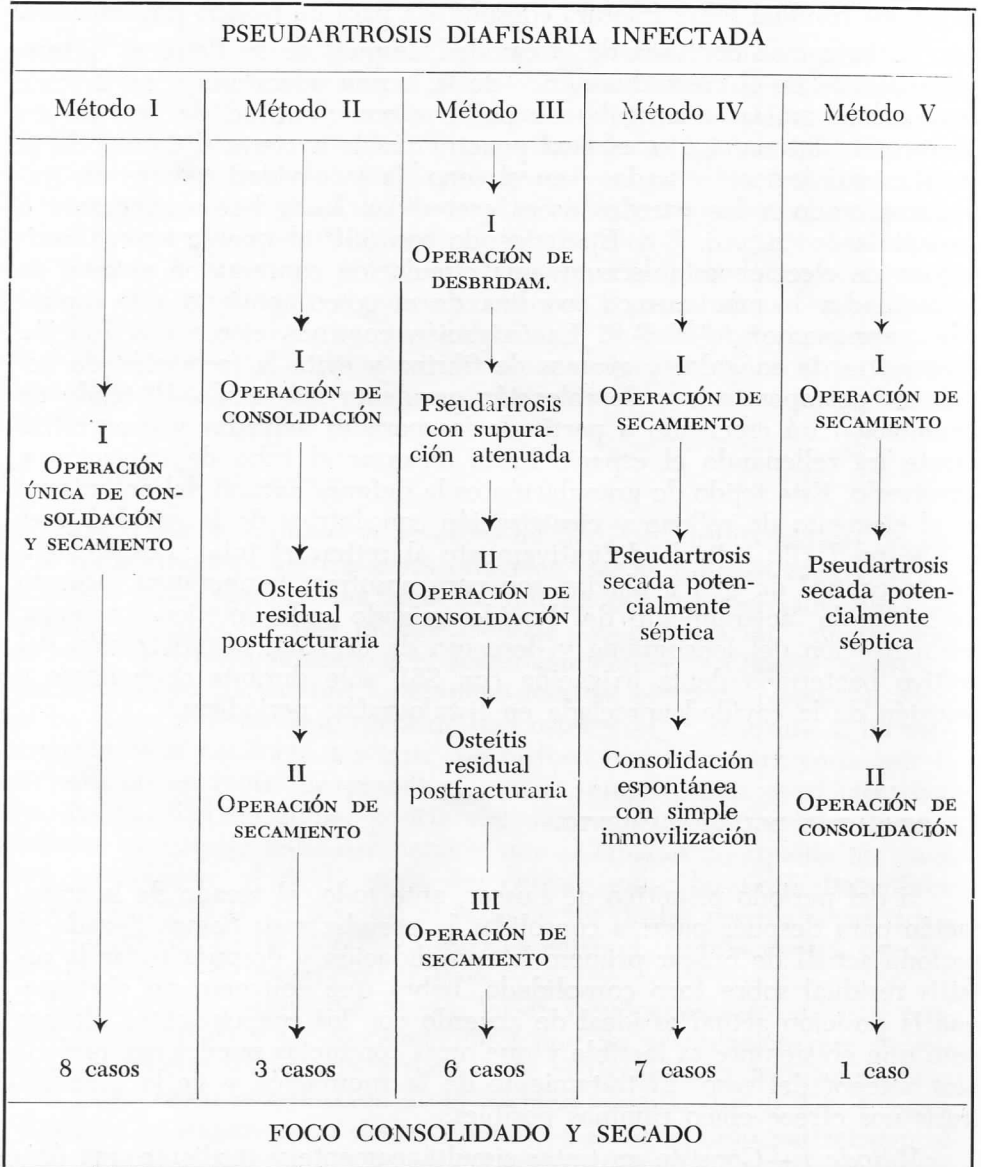 PSEUDARTROSIS DIAFISARIA INFECTADA
Método I
I
OPERACIÓN
ÚNICA DE CON-
SOLIDACIÓN
Y SECAMIENTO
8 casos
Método II
I
OPERACIÓN DE
CONSOLIDACIÓN
Osteítis
residual
postfracturaria
II
OPERACIÓN DE
SECAMIENTO
3 casos
Método III
I
OPERACIÓN DE
DESBRIDAM.
Pseudartrosis
con supura-
ción atenuada
II
OPERACIÓN DE
CONSOLIDACIÓN
Osteítis
residual
postfracturaria
III
OPERACIÓN DE
SECAMIENTO
6 casos
Método IV
I
OPERACIÓN DE
SECAMIENTO
Pseudartrosis
secada poten-
cialmente
séptica
Consolidación
espontánea
con simple
inmovilización
7 casos
Método V
I
OPERACIÓN DE
SECAMIENTO
Pseudartrosis
secada poten-
cialmente
séptica
II
OPERACIÓN DE
CONSOLIDACIÓN
1 caso
FOCO CONSOLIDADO Y SECADO